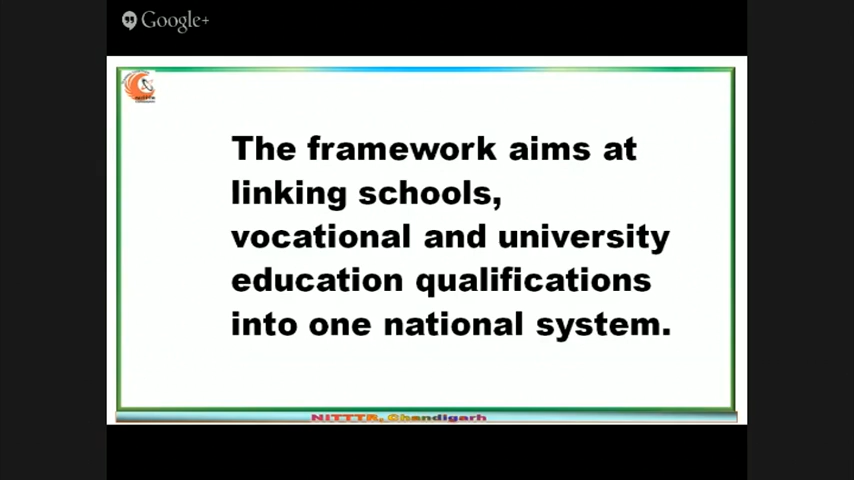 Google+
The framework aims at
linking schools,
vocational and university
education qualifications
into one national system.
NITTTR, Chandigarh